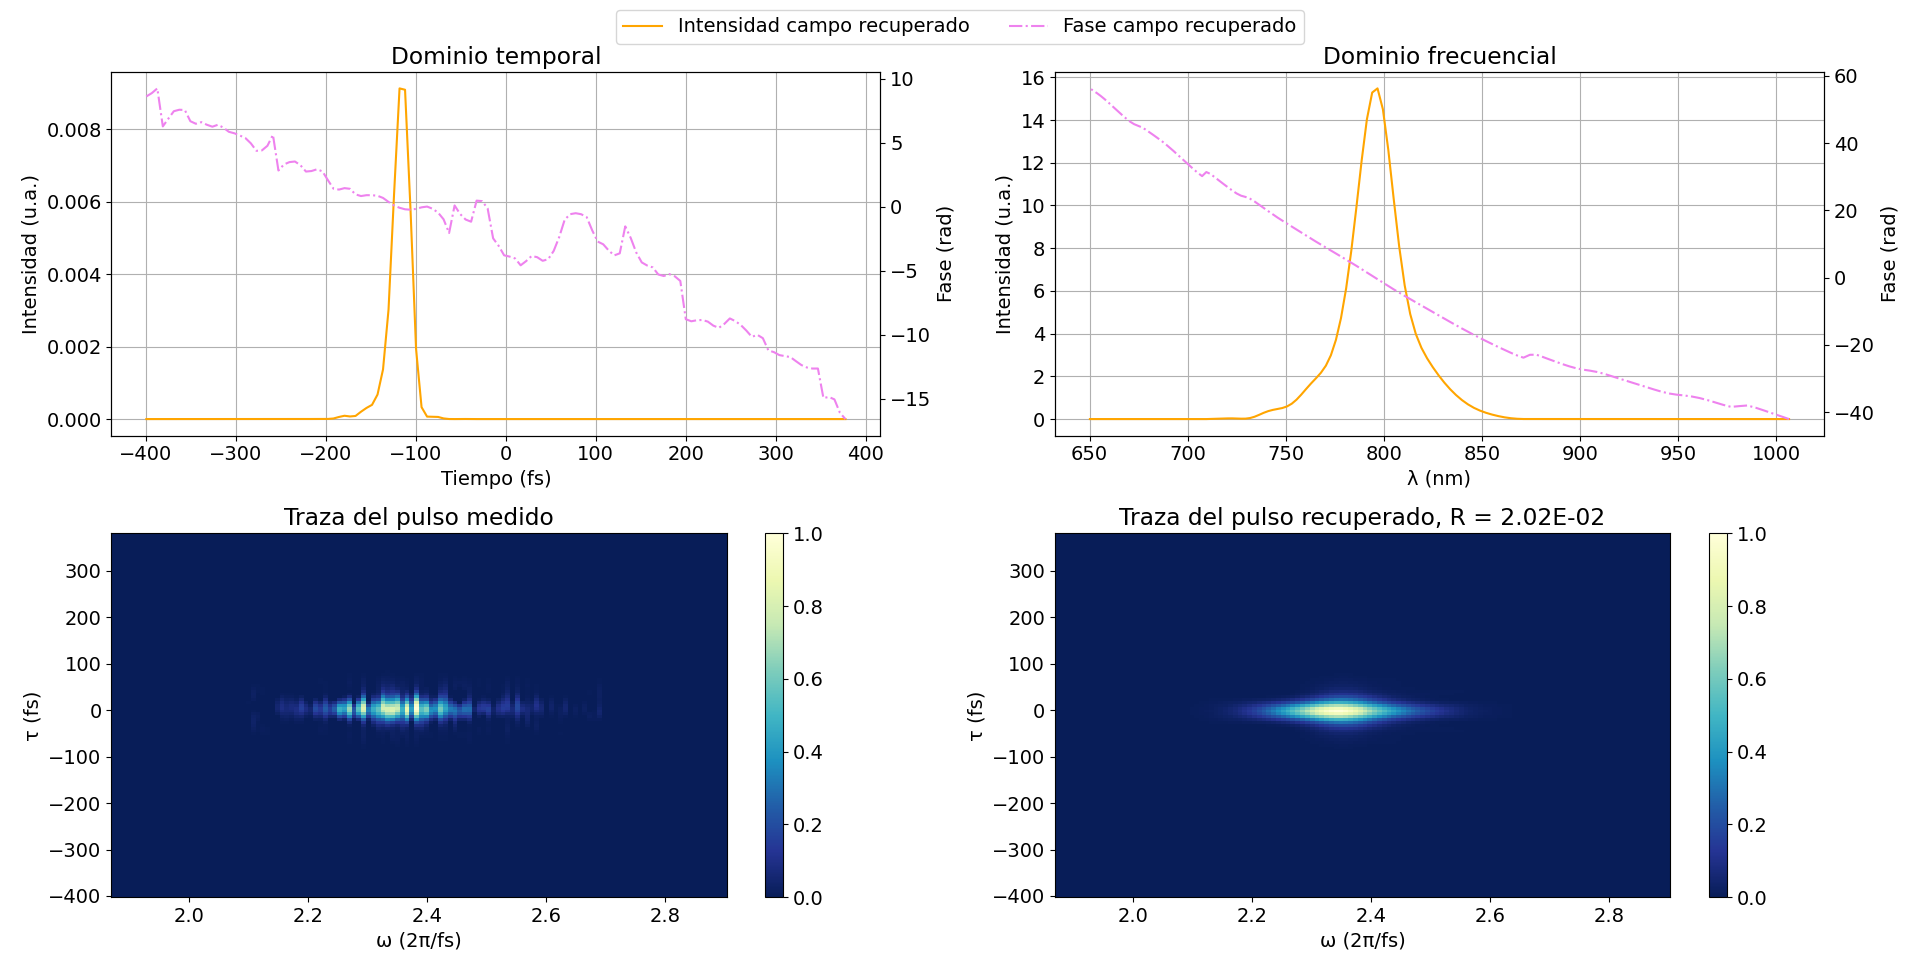 Intensidad campo recuperado Fase campo recuperado
Dominio temporal
Intensidad (u.a.)
0.008
0.006
0.004
0.002
0.000
10
5
0
−5
−10
−15
Fase (rad)
−400 −300 −200 −100 0 100 200 300 400
Tiempo (fs)
Dominio frecuencial
Intensidad (u.a.)
16
14
12
10
8
6
4
2
0
60
40
20
0
−20
−40
Fase (rad)
650 700 750 800 850 900 950 1000
λ (nm)
Traza del pulso medido
τ (fs)
300
200
100
0
−100
−200
−300
−400
2.0 2.2 2.4 2.6 2.8
ω (2π/fs)
1.0
0.8
0.6
0.4
0.2
0.0
Traza del pulso recuperado, R = 2.02E-02
τ (fs)
300
200
100
0
−100
−200
−300
−400
2.0 2.2 2.4 2.6 2.8
ω (2π/fs)
1.0
0.8
0.6
0.4
0.2
0.0